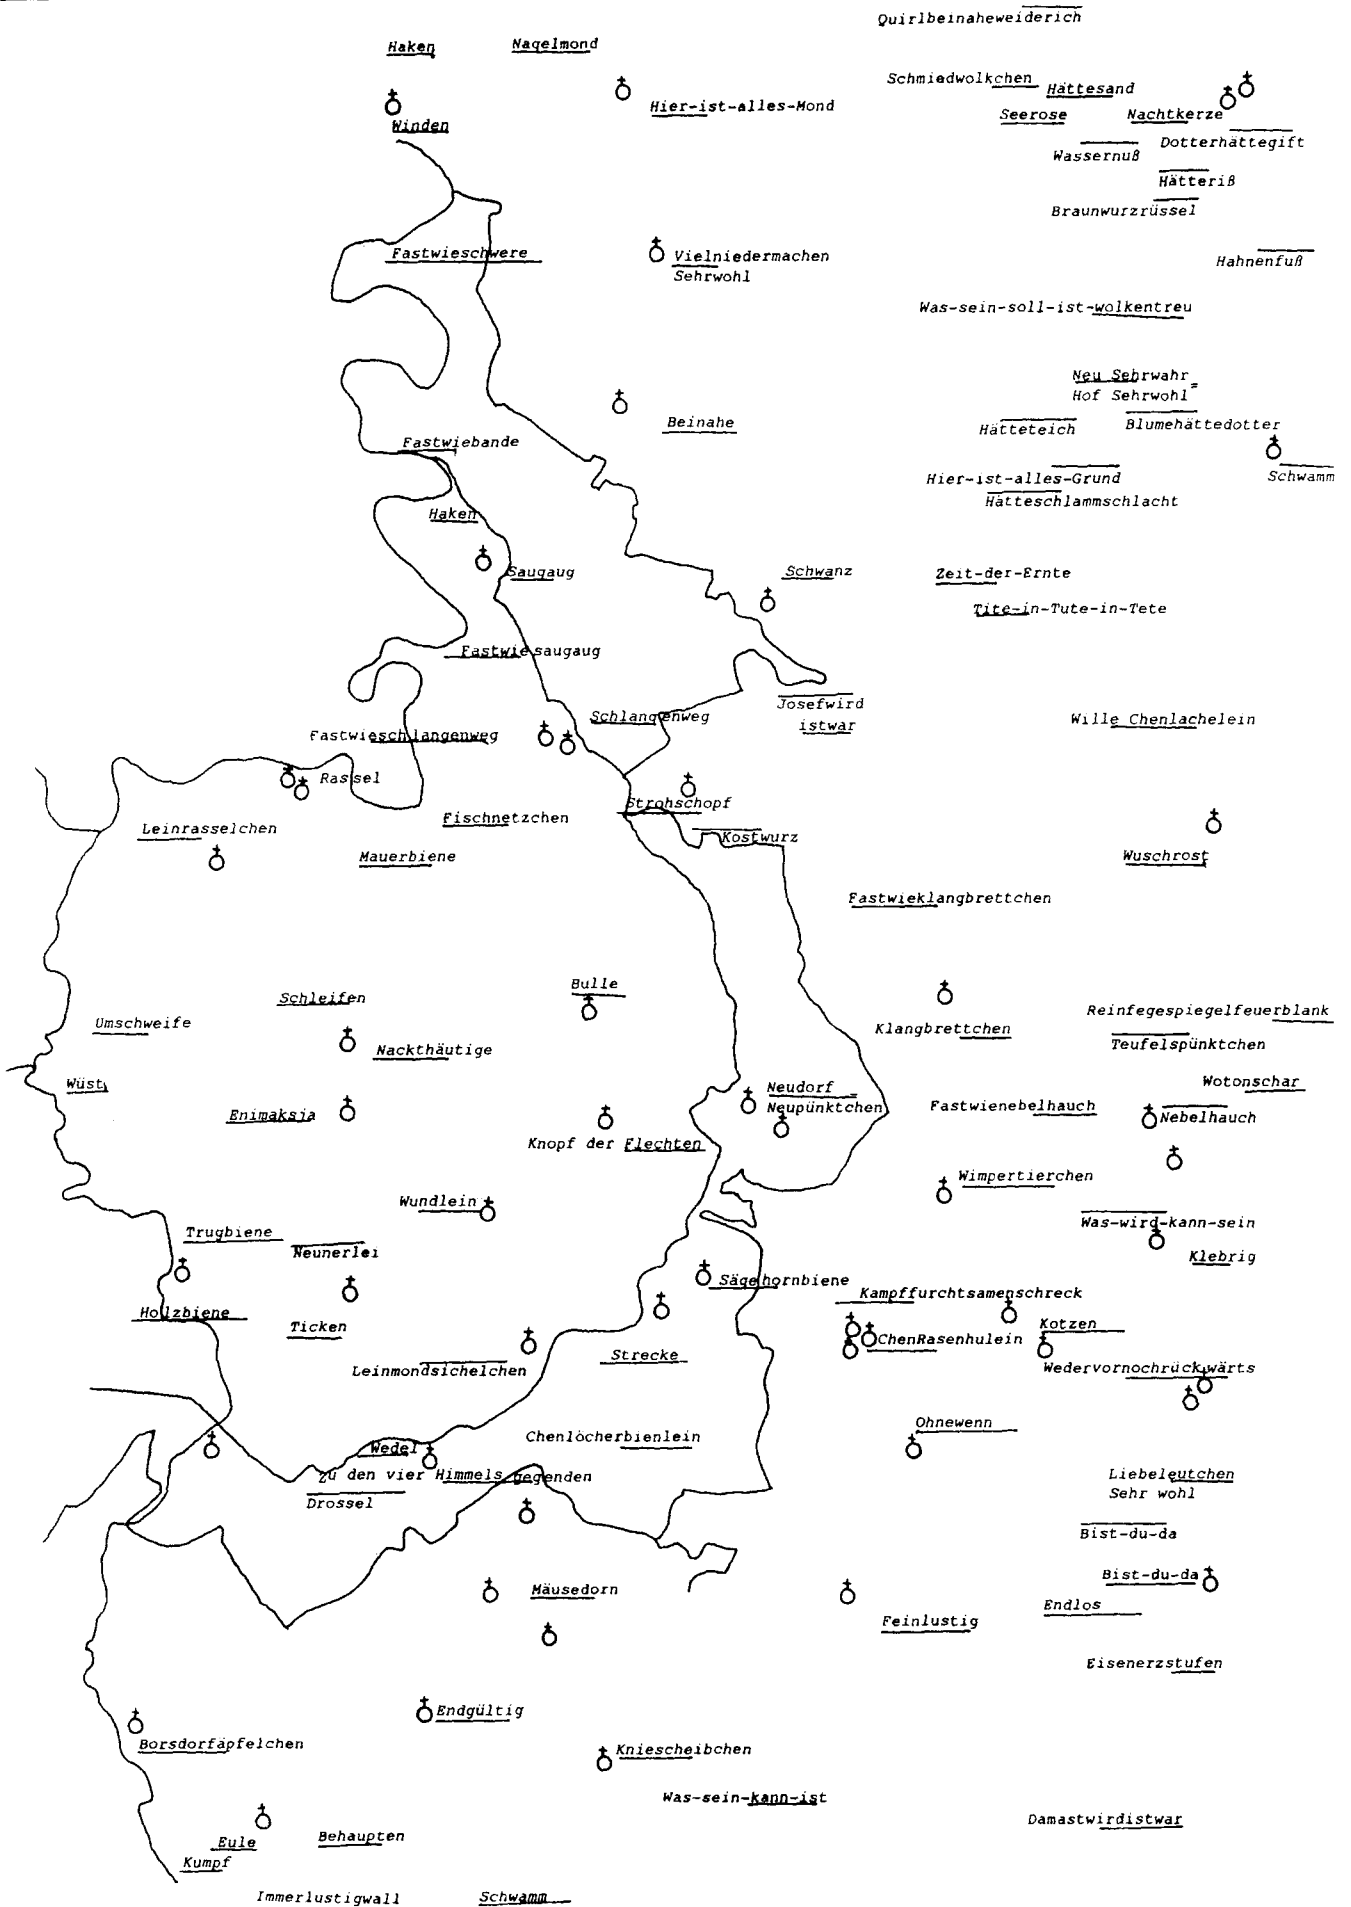 Quirlbeinaheweiderich
Haken
Nagelmond
Schmiedwolkchen
Hättesand
Hier-ist-alles-Mond
Seerose
Nachtkerze
Winden
Dotterhättegift
Wassernuß
Hätteriß
Braunwurzrüssel
Fastwieschwere
Vielniedermachen
Sehrwohl
Hahnenfuß
Was-sein-soll-ist-wolkentreu
Neu Sehrwahr
Hof Sehrwohl=
Beinahe
Hätteteich
Blumehättedotter
Fastwiebande
Hier-ist-alles-Grund
Schwamm
Hätteschlammschlacht
Haken
Saugaug
Schwanz
Zeit-der-Ernte
Tite-in-Tute-in-Tete
Fastwiesaugaug
Josefwird
istwar
Schlangenweg
Wille Chenlachelein
Fastwieschlangenweg
Rassel
Strohschopf
Fischnetzchen
Leinrasselchen
Kostwurz
Mauerbiene
Wuschrost
Fastwieklangbrettchen
Bulle
Schleifen
Reinfegespiegelfeuerblank
Umschweife
Klangbrettchen
Teufelspünktchen
Nackthäutige
Wüst
Wotonschar
Neudorf
Neupünktchen
Fastwienebelhauch
Enimaksia
Nebelhauch
Knopf der Flechten
Wimpertierchen
Wundlein
Was-wird-kann-sein
Trugbiene
Neunerlei
Klebrig
Sägehornbiene
Kampffurchtsamenschreck
Holzbiene
Ticken
Kotzen
ChenRasenhulein
Strecke
Leinmondsichelchen
Wedervornochrückwärts
Ohnewenn
Chenlöcherbienlein
Wedel
Zu den vier Himmelsgegenden
Liebeleutchen
Sehr wohl
Drossel
Bist-du-da
Bist-du-da
Mäusedorn
Endlos
Feinlustig
Eisenerzstufen
Endgültig
Borsdorfäpfelchen
Kniescheibchen
Was-sein-kann-ist
Damastwirdistwar
Behaupten
Eule
Kumpf
Immerlustigwall
Schwamm